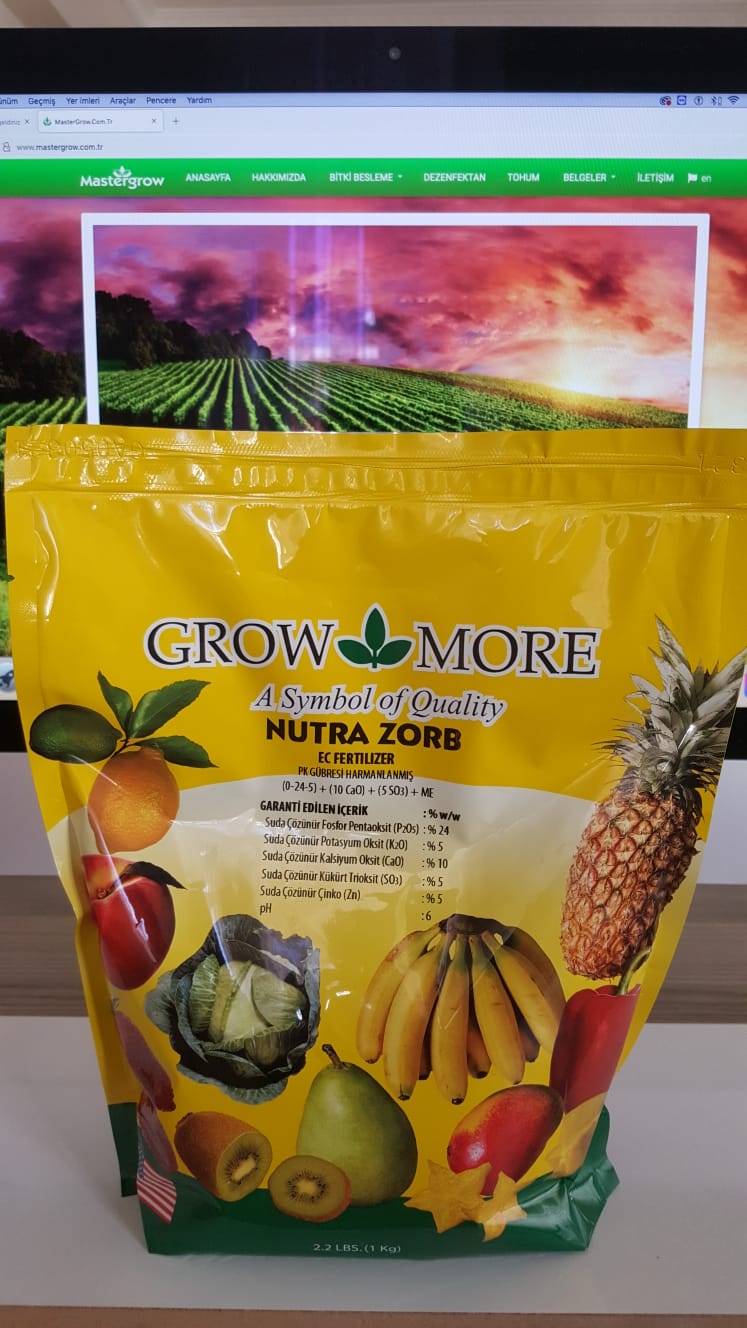 Geçmiş Yer imleri Araçlar Pencere Yardım
MasterGrow.Com.Tr
www.mastergrow.com.tr
Mastergrow ANASAYFA HAKKIMIZDA BİTKİ BESLEME DEZENFEKTAN TOHUM BELGELER İLETİŞİM en
GROW MORE
A Symbol of Quality
NUTRA ZORB
EC FERTILIZER
PK GÜBRESİ HARMANLANMIŞ
(0-24-5) + (10 CaO) + (5 SO3) + ME
GARANTİ EDİLEN İÇERİK : % w/w
Suda Çözünür Fosfor Pentaoksit (P2O5) : % 24
Suda Çözünür Potasyum Oksit (K2O) : % 5
Suda Çözünür Kalsiyum Oksit (CaO) : % 10
Suda Çözünür Kükürt Trioksit (SO3) : % 5
Suda Çözünür Çinko (Zn) : % 5
pH : 6
2.2 LBS. (1 Kg)